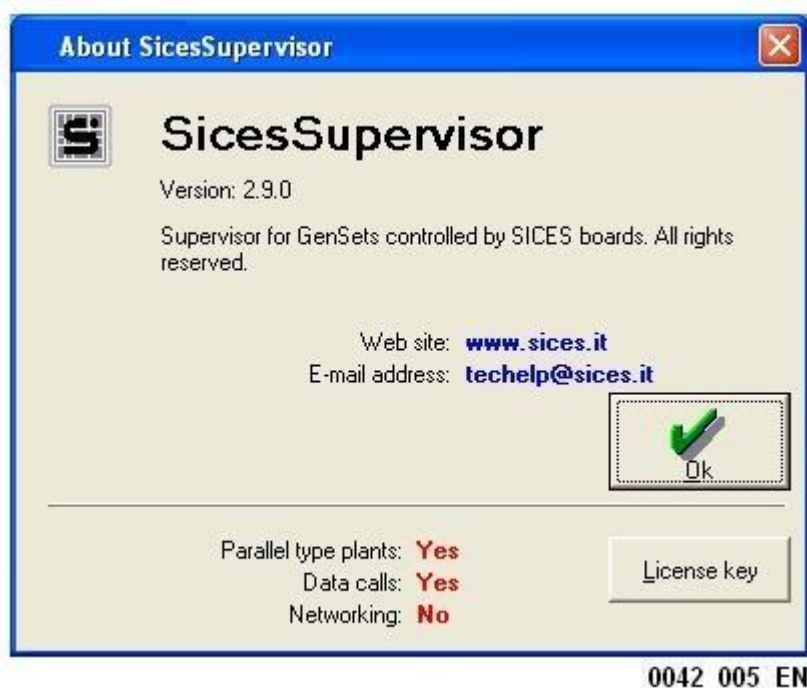 About SicesSupervisor
SicesSupervisor
Version: 2.9.0
Supervisor for GenSets controlled by SICES boards. All rights
reserved.
Web site: www.sices.it
E-mail address: techelp@sices.it
Ok
Parallel type plants: Yes
Data calls: Yes
Networking: No
License key
0042 005 EN